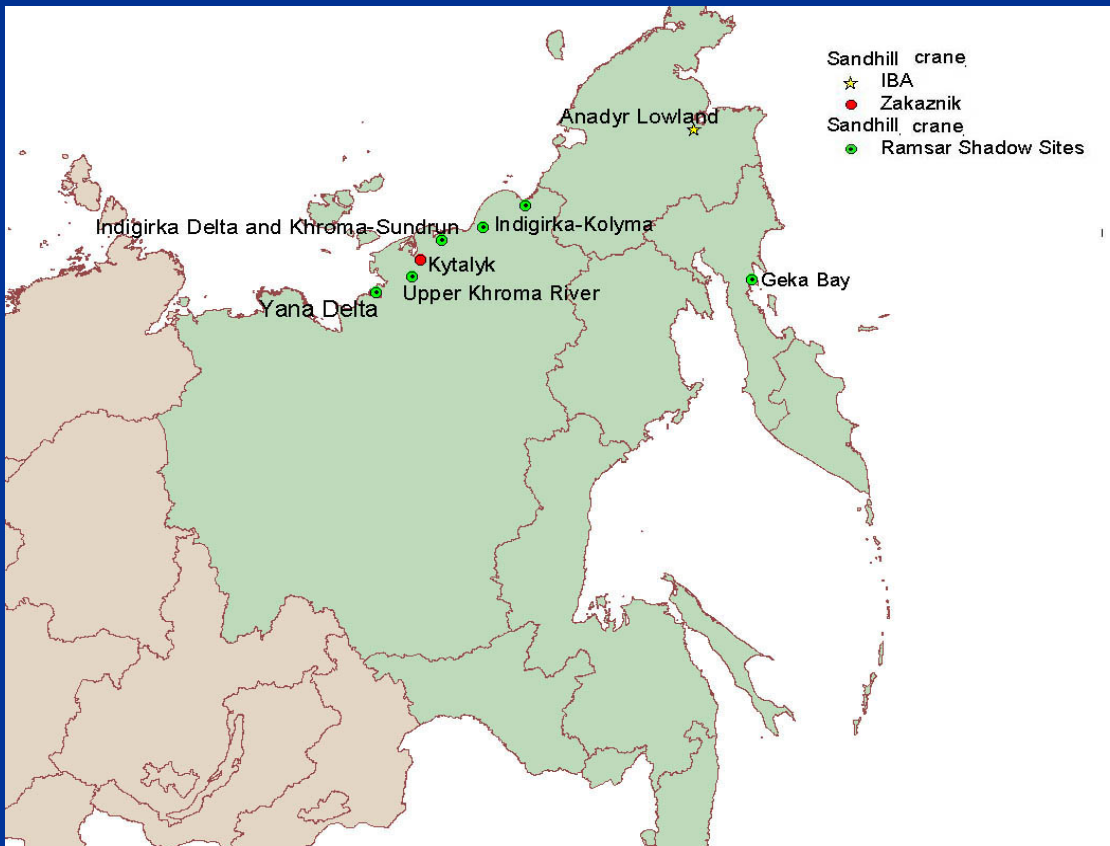 Sandhill crane
IBA
Zakaznik
Sandhill crane
Ramsar Shadow Sites
Anadyr Lowland
Indigirka Delta and Khroma-Sundrun
Indigirka-Kolyma
Kytalyk
Geka Bay
Upper Khroma River
Yana Delta